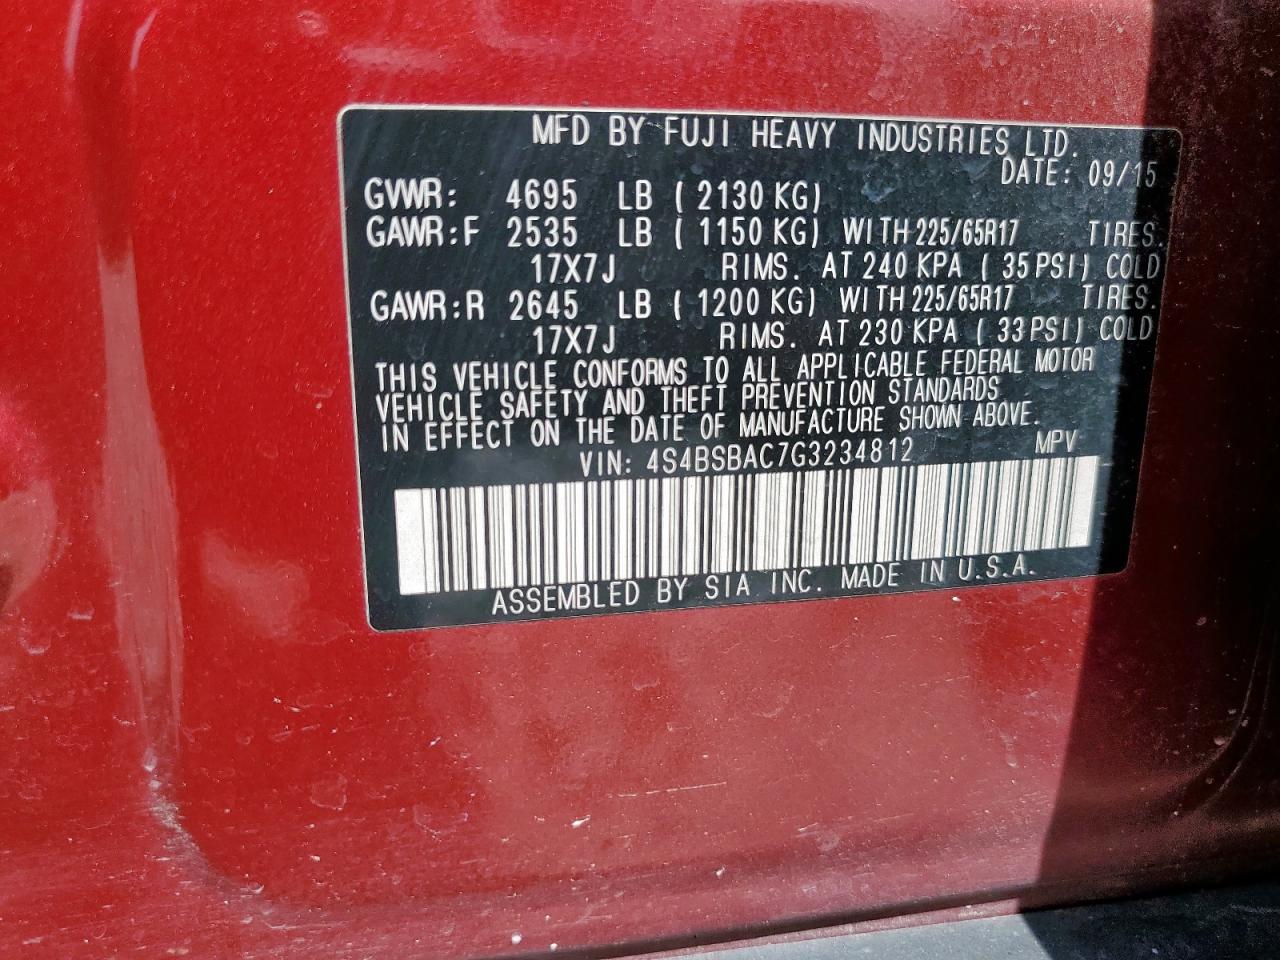 MFD BY FUJI HEAVY INDUSTRIES LTD.
DATE: 09/15
GVWR: 4695 LB ( 2130 KG)
GAWR:F 2535 LB ( 1150 KG) WITH 225/65R17 TIRES.
17X7J RIMS. AT 240 KPA ( 35 PSI) COLD
GAWR:R 2645 LB ( 1200 KG) WITH 225/65R17 TIRES.
17X7J RIMS. AT 230 KPA ( 33 PSI) COLD
THIS VEHICLE CONFORMS TO ALL APPLICABLE FEDERAL MOTOR
VEHICLE SAFETY AND THEFT PREVENTION STANDARDS
IN EFFECT ON THE DATE OF MANUFACTURE SHOWN ABOVE.
VIN: 4S4BSBAC7G3234812 MPV
ASSEMBLED BY SIA INC. MADE IN U.S.A.